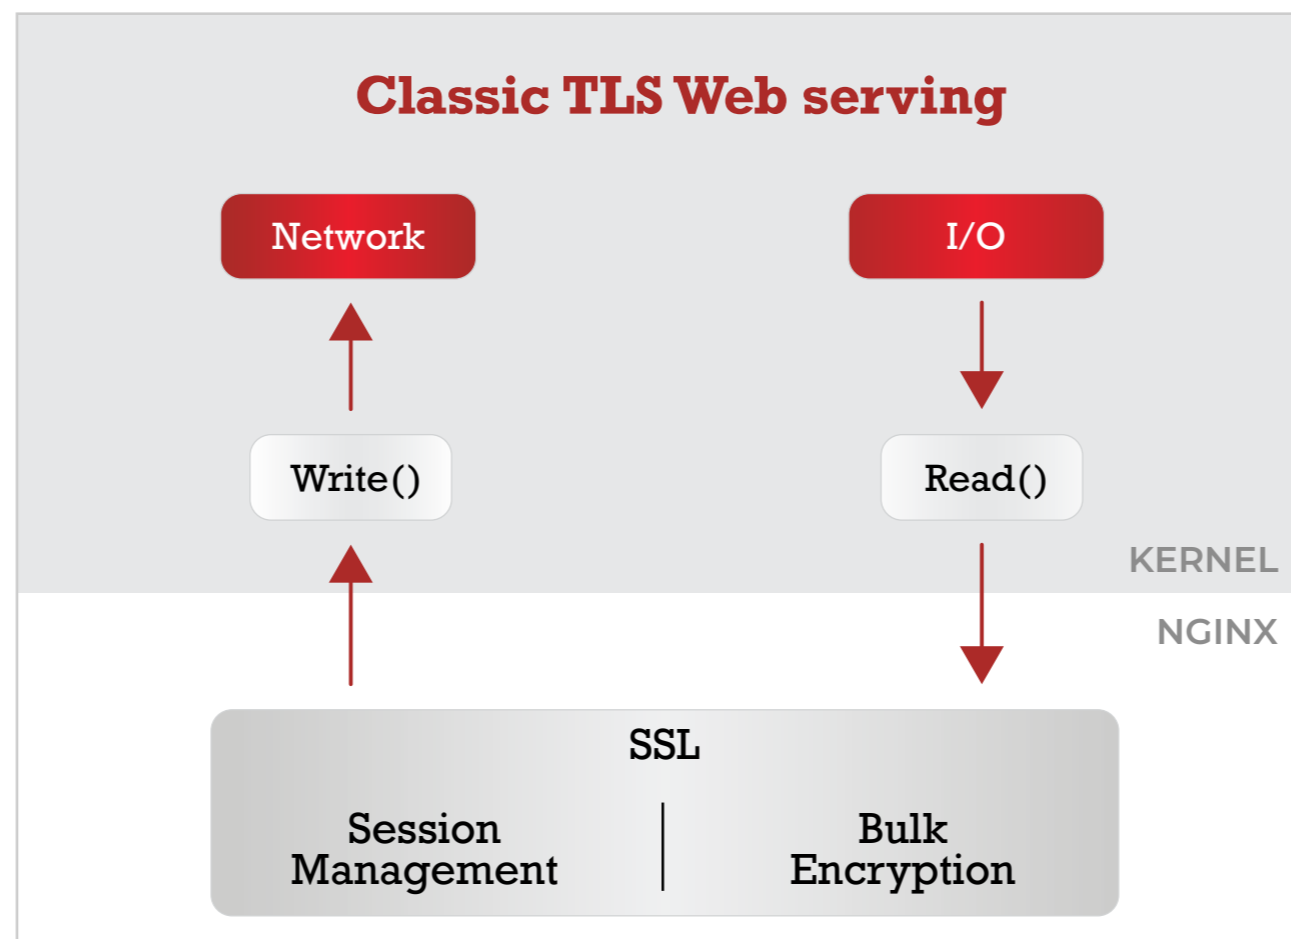 Classic TLS Web serving
Network
I/O
Write()
Read()
KERNEL
NGINX
SSL
Session
Management
Bulk
Encryption